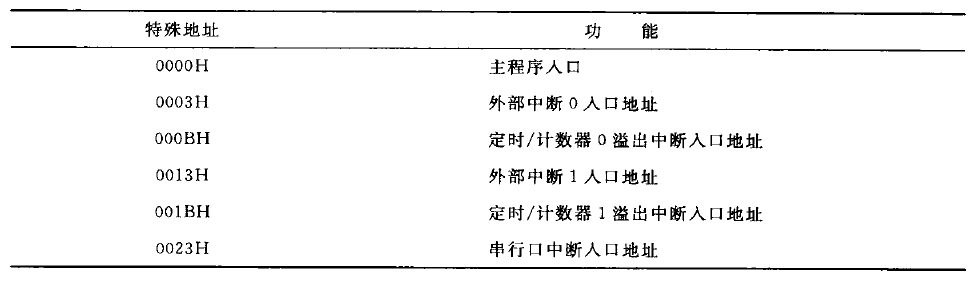 特殊地址 功 能
0000H 主程序入口
0003H 外部中断0入口地址
000BH 定时/计数器0溢出中断入口地址
0013H 外部中断1入口地址
001BH 定时/计数器1溢出中断入口地址
0023H 串行口中断入口地址